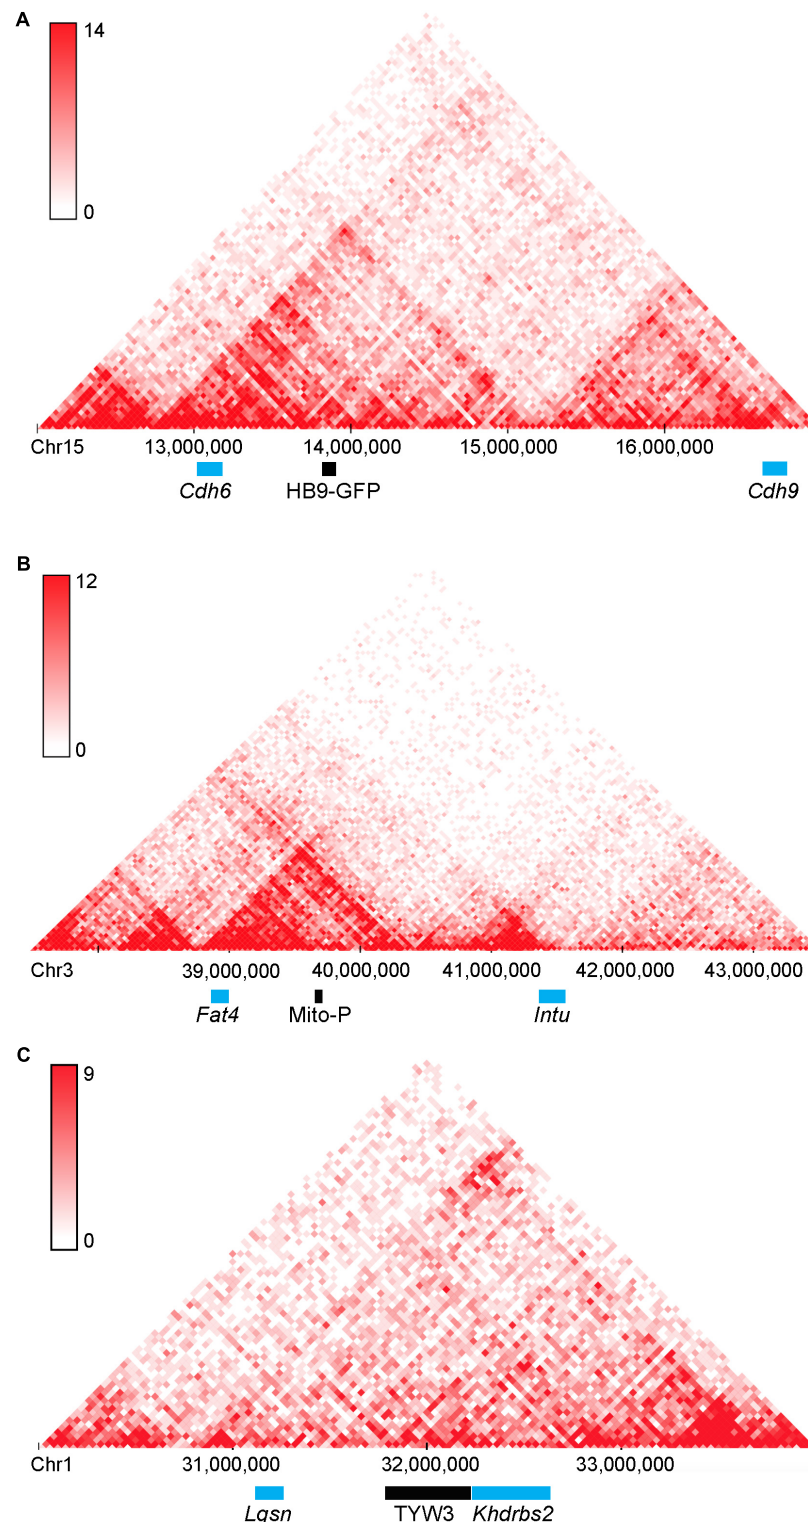 A
14
0
Chr15 13,000,000 14,000,000 15,000,000 16,000,000
Cdh6 HB9-GFP Cdh9
B
12
0
Chr3 39,000,000 40,000,000 41,000,000 42,000,000 43,000,000
Fat4 Mito-P Intu
C
9
0
Chr1 31,000,000 32,000,000 33,000,000
Lgsn TYW3 Khdrbs2